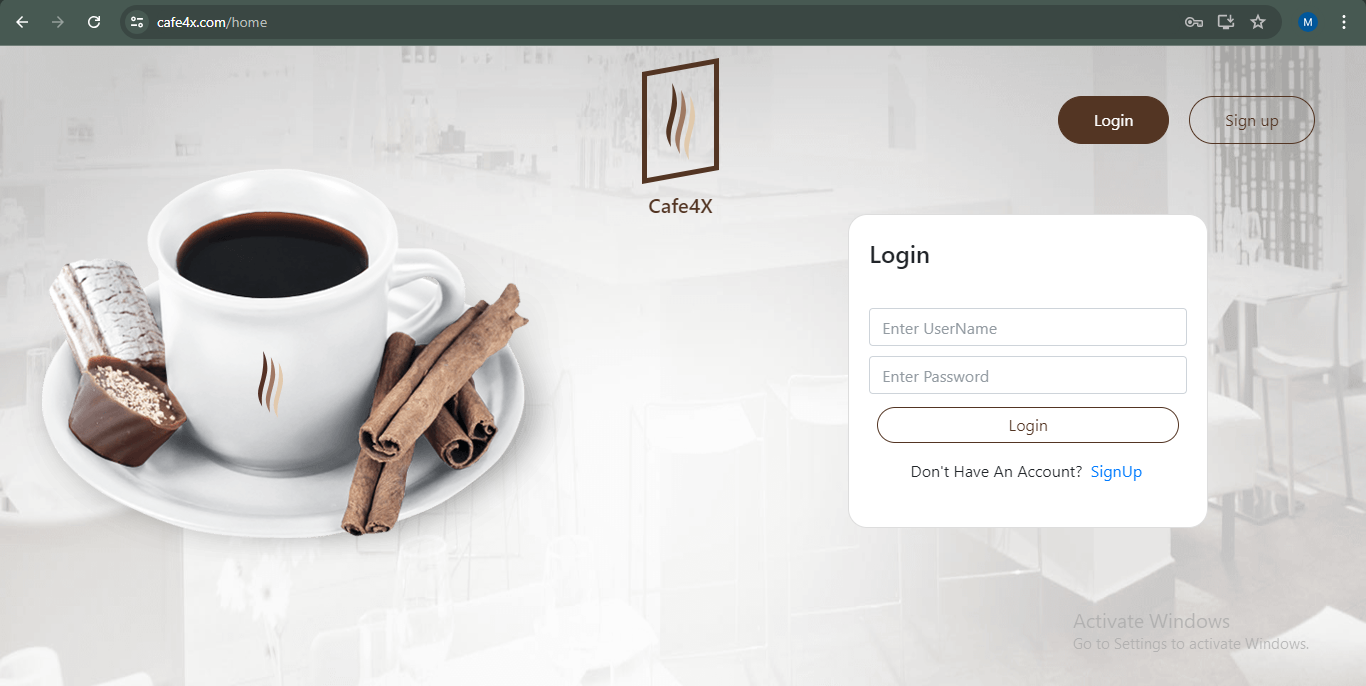 cafe4x.com/home
M
Cafe4X
Login
Sign up
Login
Enter UserName
Enter Password
Login
Don't Have An Account? SignUp
Activate Windows
Go to Settings to activate Windows.